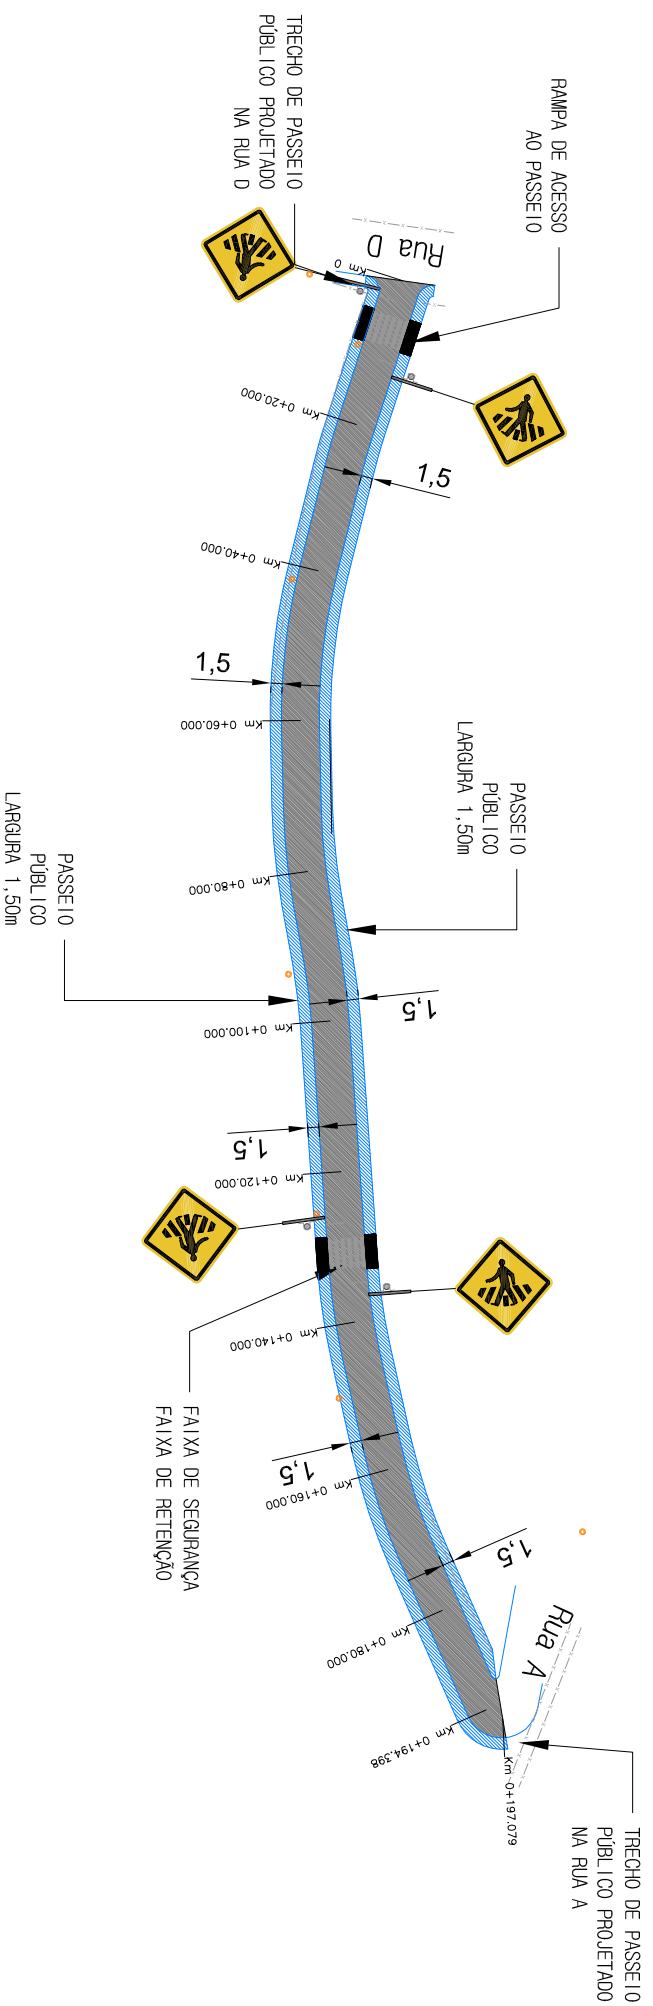 TRECHO DE PASSEIO
PÚBLICO PROJETADO
NA RUA D
RAMPA DE ACESSO
AO PASSEIO
Rua D
Km 0
Km 0+20.000
1,5
Km 0+40.000
1,5
Km 0+60.000
PASSEIO
PÚBLICO
LARGURA 1,50m
Km 0+80.000
PASSEIO
PÚBLICO
LARGURA 1,50m
1,5
Km 0+100.000
1,5
Km 0+120.000
Km 0+140.000
FAIXA DE SEGURANÇA
FAIXA DE RETENÇÃO
1,5
Km 0+160.000
1,5
Km 0+180.000
Rua A
Km 0+194.398
Km 0+197.079
TRECHO DE PASSEIO
PÚBLICO PROJETADO
NA RUA A